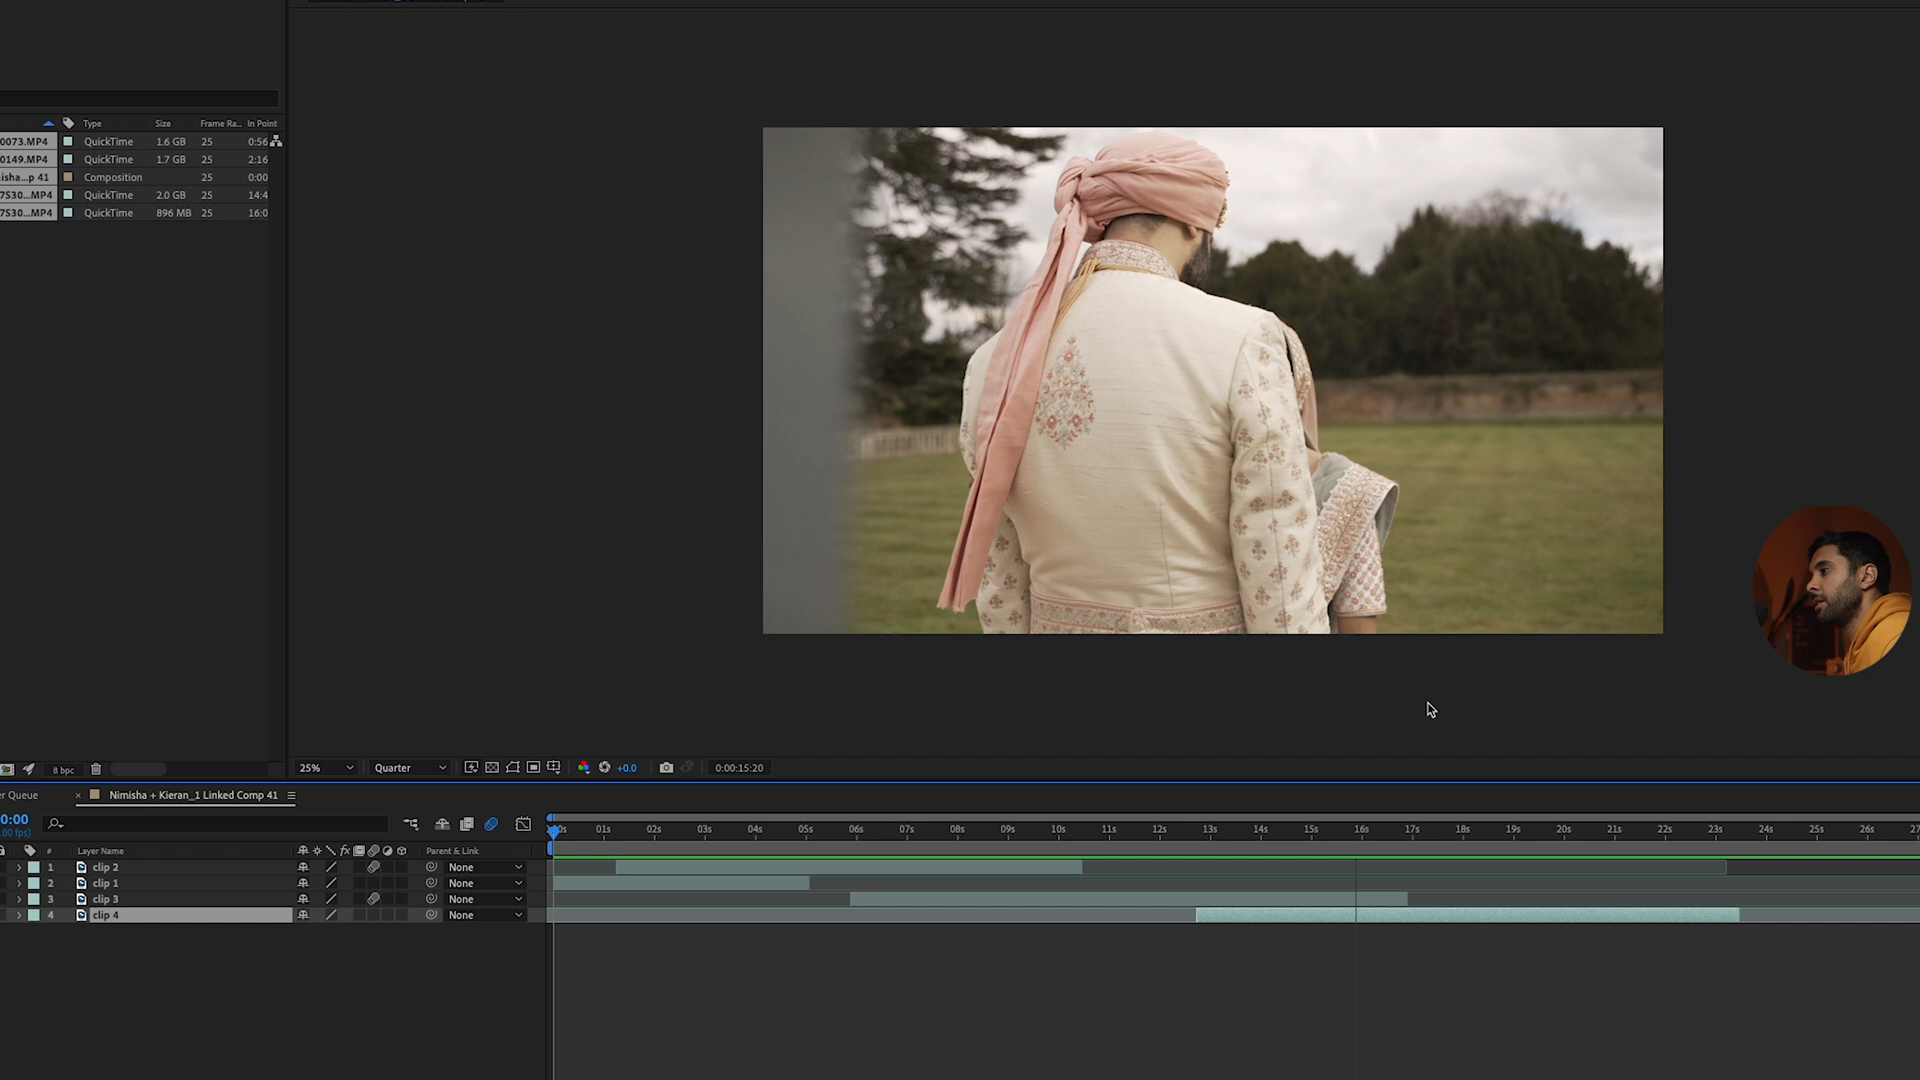 Type Size Frame Ra... In Point
0073.MP4 QuickTime 1.6 GB 25 0:56
0149.MP4 QuickTime 1.7 GB 25 2:16
isha...p 41 Composition 25 0:00
7S30...MP4 QuickTime 2.0 GB 25 14:4
7S30...MP4 QuickTime 896 MB 25 16:0
8 bpc
25% Quarter +0.0 0:00:15:20
er Queue × Nimisha + Kieran_1 Linked Comp 41
0:00
.00 fps)
01s 02s 03s 04s 05s 06s 07s 08s 09s 10s 11s 12s 13s 14s 15s 16s 17s 18s 19s 20s 21s 22s 23s 24s 25s 26s 27
# Layer Name fx Parent & Link
1 clip 2 None
2 clip 1 None
3 clip 3 None
4 clip 4 None